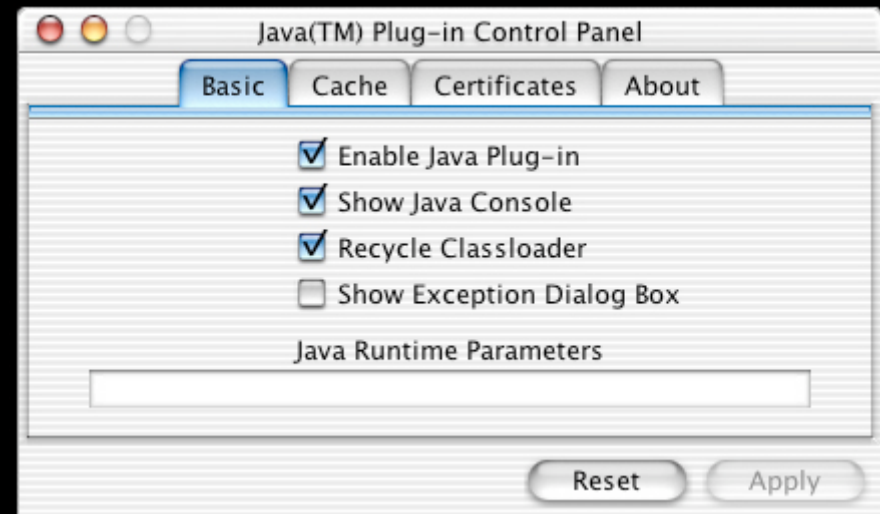 Java(TM) Plug-in Control Panel
Basic Cache Certificates About
Enable Java Plug-in
Show Java Console
Recycle Classloader
Show Exception Dialog Box
Java Runtime Parameters
Reset Apply